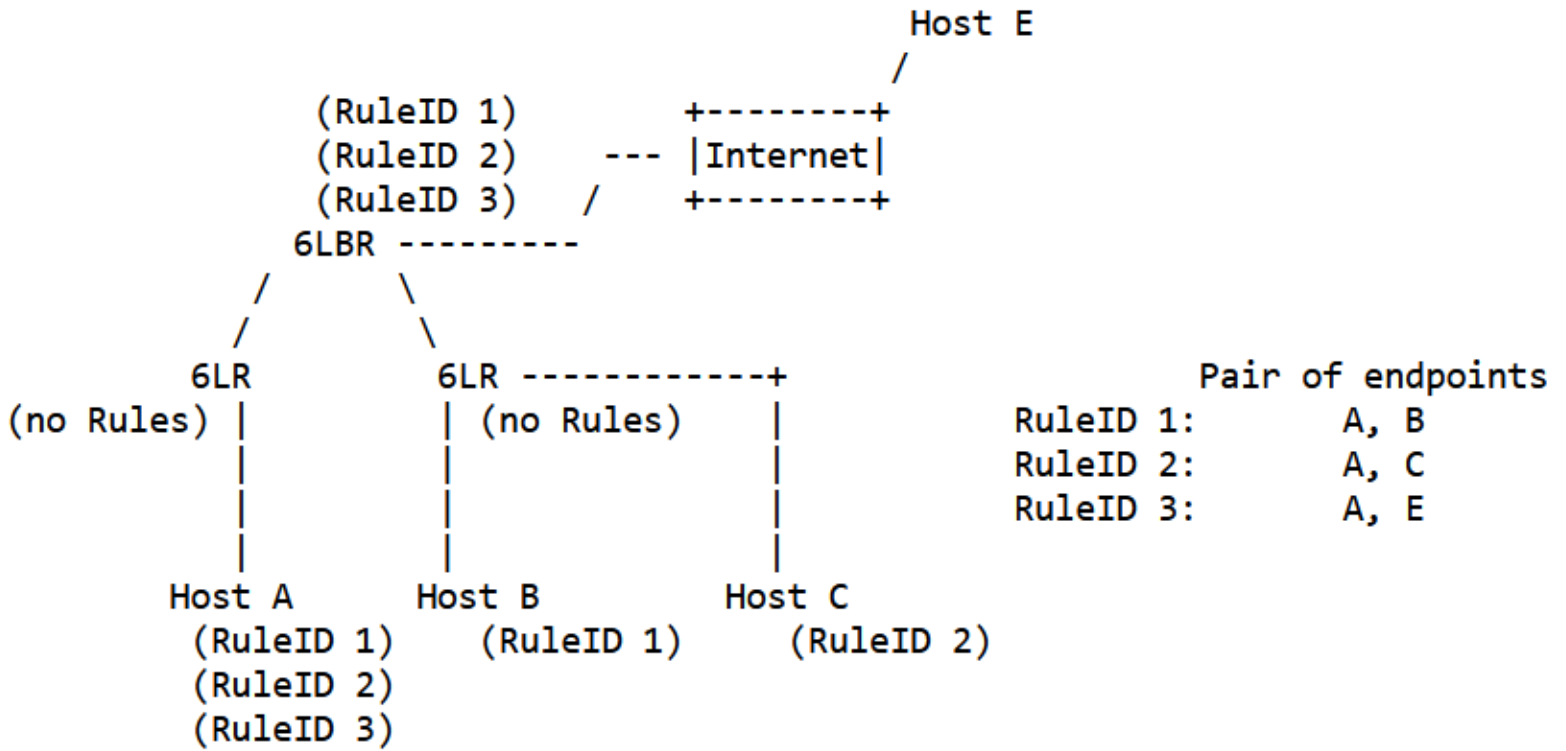 Host E
                                           /
               (RuleID 1)        +--------+
               (RuleID 2)    --- |Internet|
               (RuleID 3)   /    +--------+
              6LBR ---------
            /      \
           /        \
         6LR         6LR ------------+                    Pair of endpoints
(no Rules) |         | (no Rules)    |           RuleID 1:       A, B
           |         |               |           RuleID 2:       A, C
           |         |               |           RuleID 3:       A, E
           |         |               |
        Host A      Host B         Host C
         (RuleID 1)    (RuleID 1)     (RuleID 2)
         (RuleID 2)
         (RuleID 3)